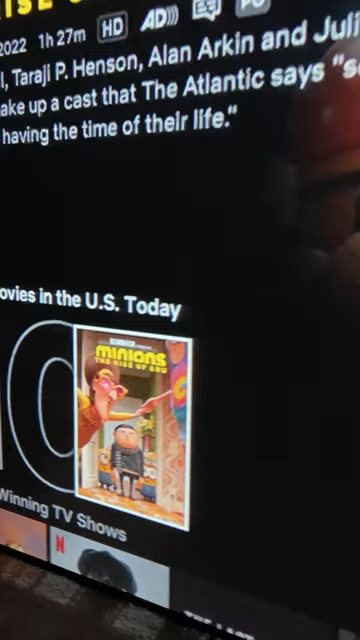 2022 1h 27m HD AD
Taraji P. Henson, Alan Arkin and Juli
ake up a cast that The Atlantic says "s
having the time of their life."
ovies in the U.S. Today
0
MINIONS
THE RISE OF GRU
Winning TV Shows
N